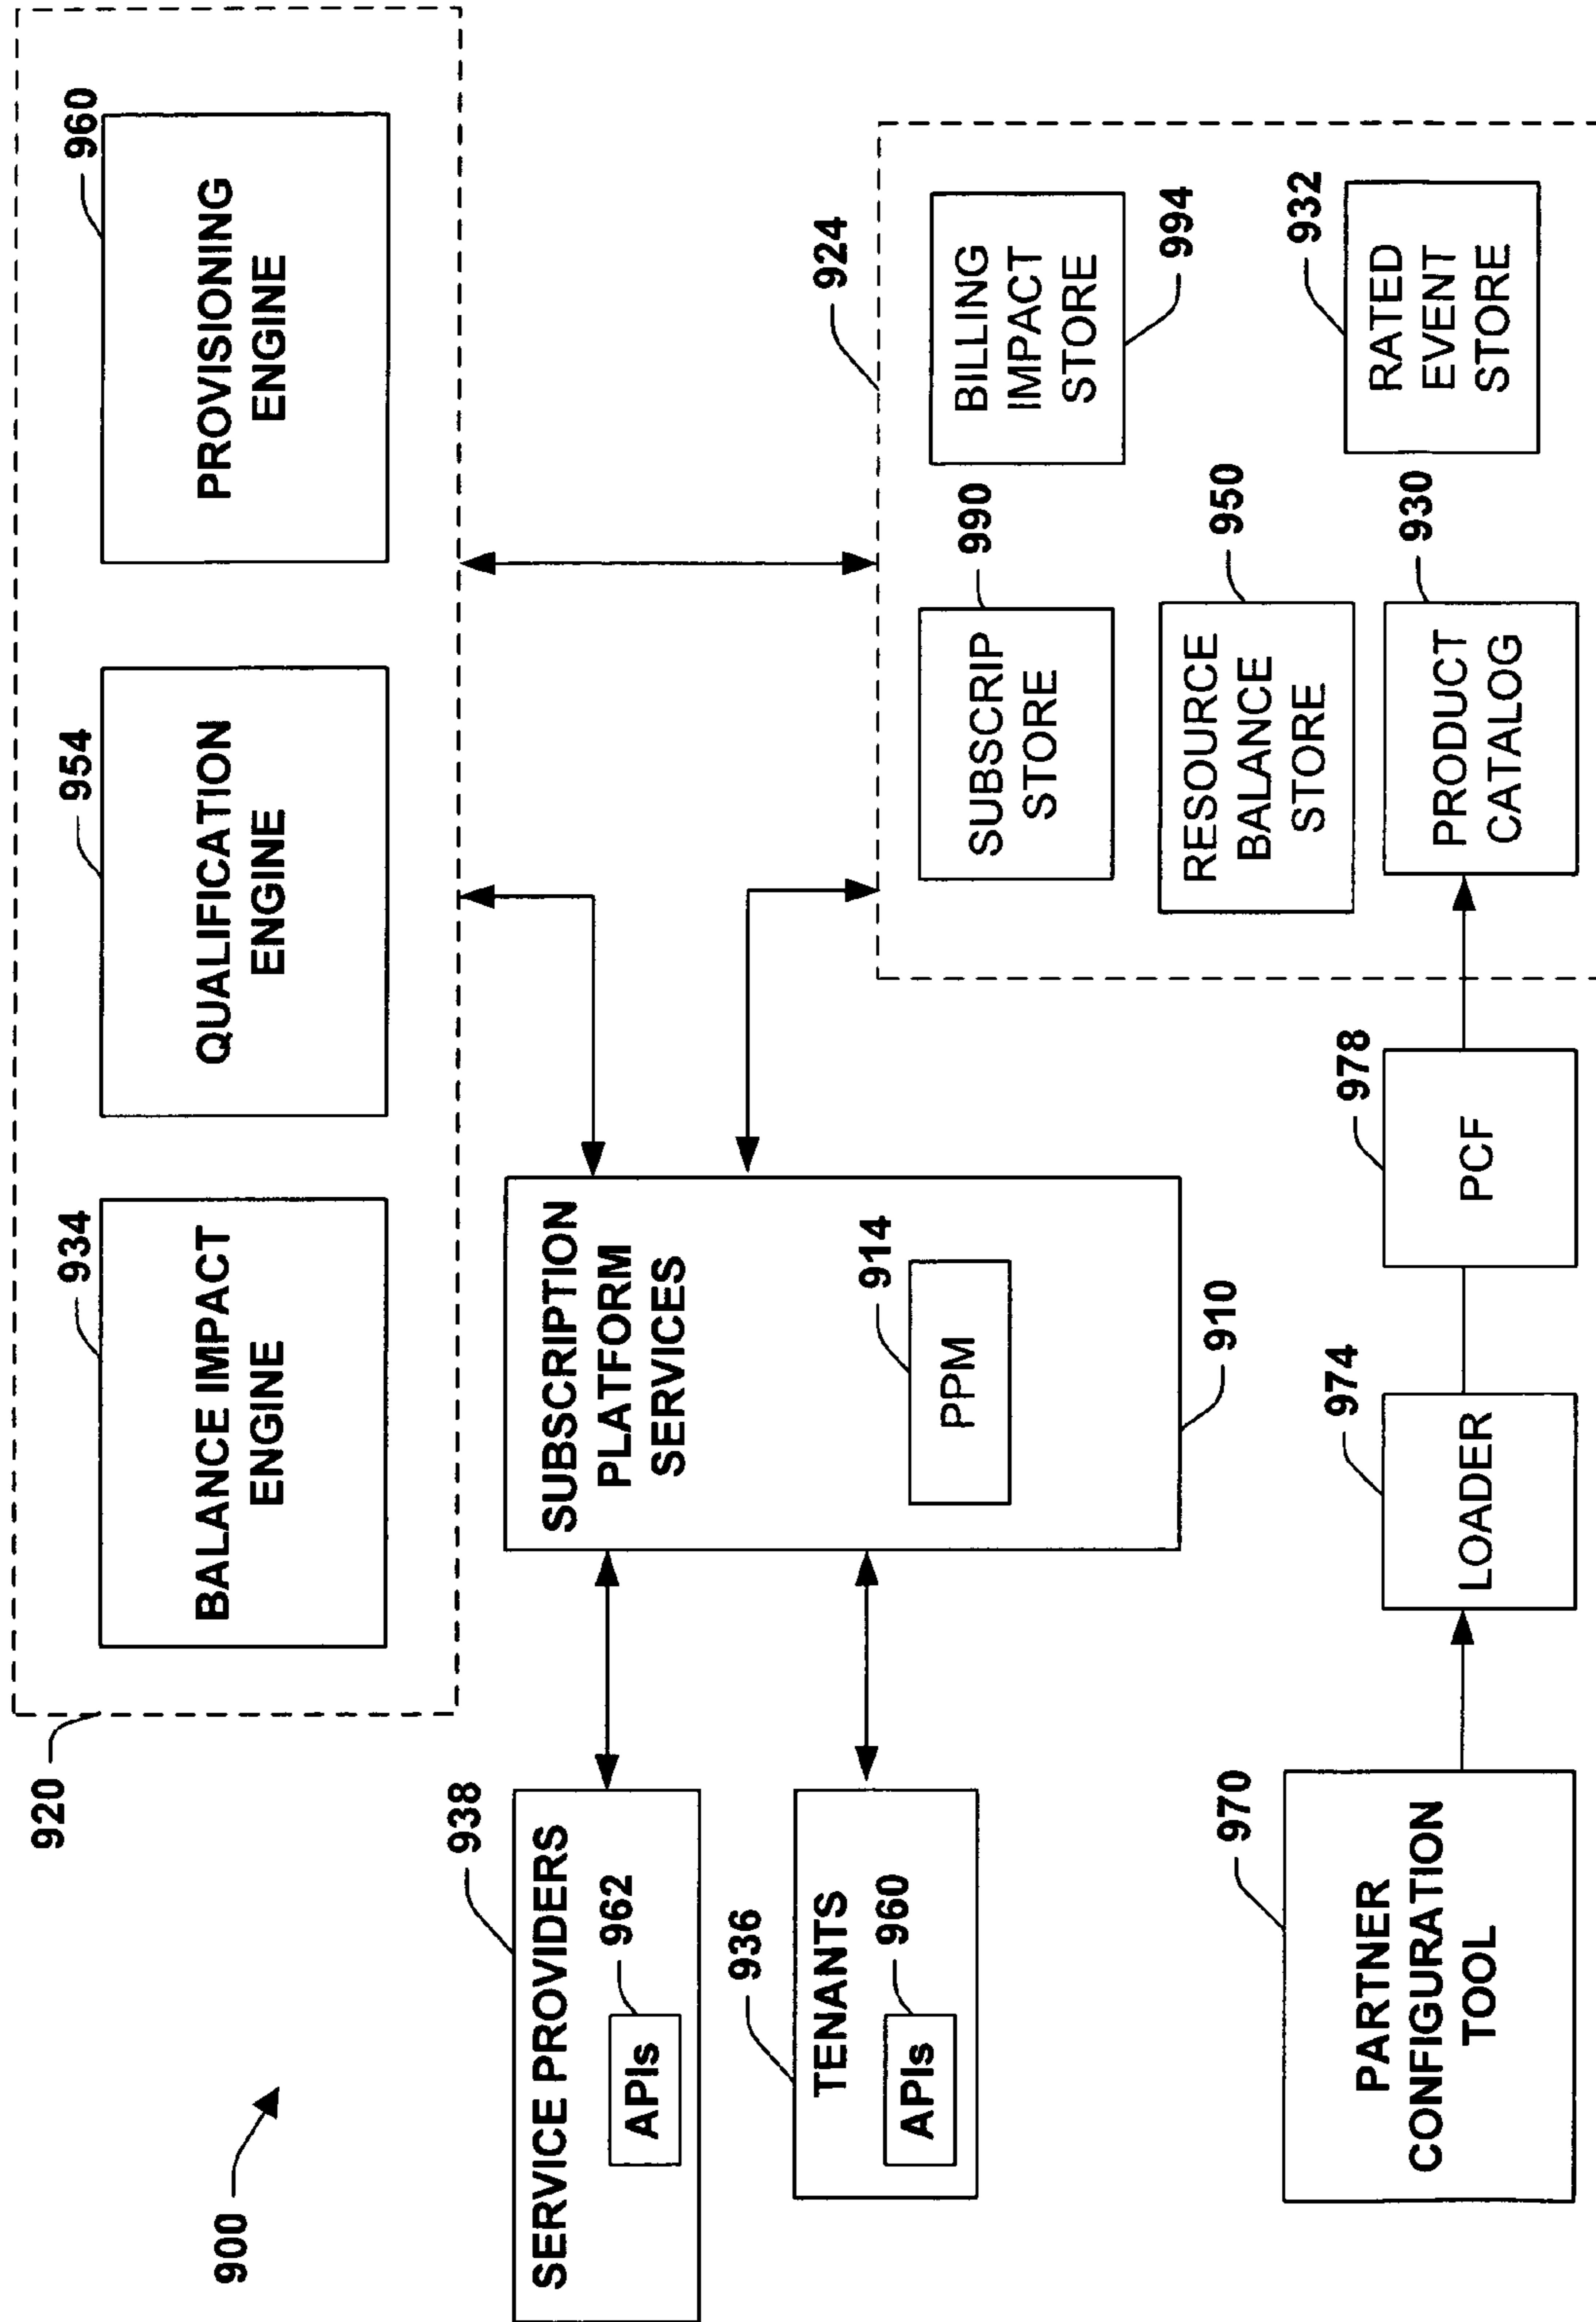 900
920
BALANCE IMPACT
ENGINE
934
QUALIFICATION
ENGINE
954
PROVISIONING
ENGINE
960
SERVICE PROVIDERS
938
APIs
962
TENANTS
936
APIs
960
SUBSCRIPTION
PLATFORM
SERVICES
PPM
914
910
924
SUBSCRIP
STORE
990
BILLING
IMPACT
STORE
994
RESOURCE
BALANCE
STORE
950
RATED
EVENT
STORE
932
PRODUCT
CATALOG
930
PARTNER
CONFIGURATION
TOOL
970
LOADER
974
PCF
978